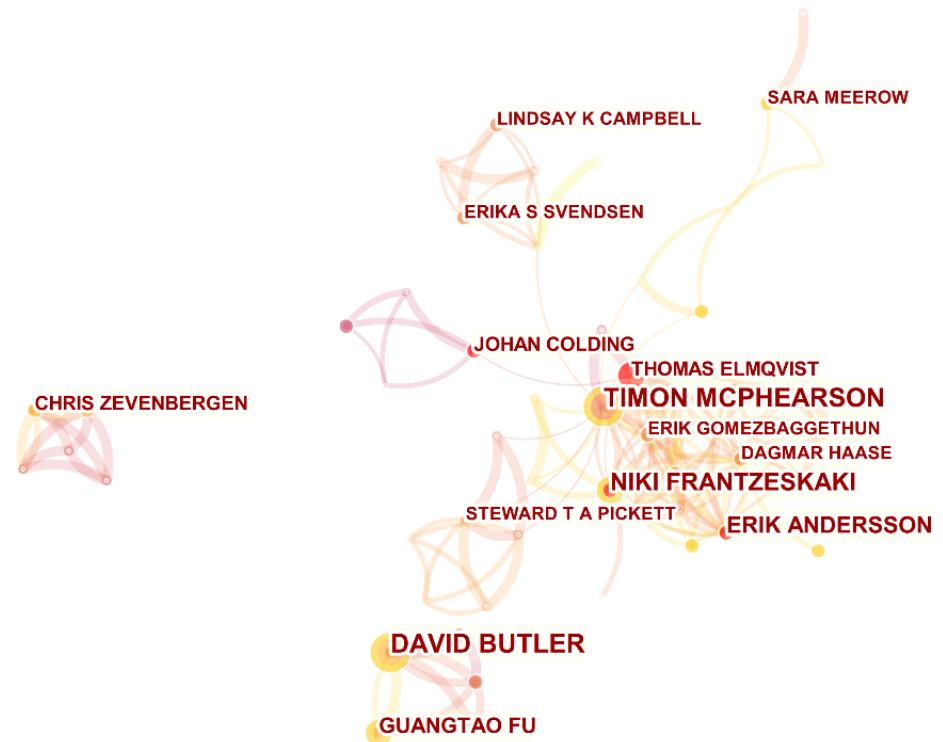 SARA MEEROW
LINDSAY K CAMPBELL
ERIKA S SVENDSEN
JOHAN COLDING
THOMAS ELMQVIST
TIMON MCPHEARSON
CHRIS ZEVENBERGEN
ERIK GOMEZBAGGETHUN
DAGMAR HAASE
NIKI FRANTZESKAKI
STEWARD T A PICKETT
ERIK ANDERSSON
DAVID BUTLER
GUANGTAO FU